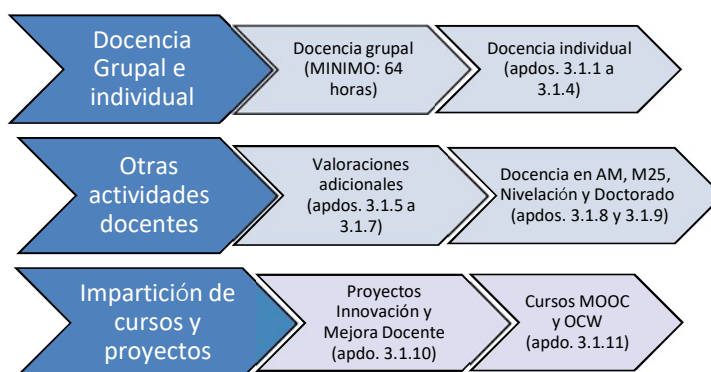 Docencia
Grupal e
individual
Docencia grupal
(MINIMO: 64
horas)
Docencia individual
(apdos. 3.1.1 a
3.1.4)
Otras
actividades
docentes
Valoraciones
adicionales
(apdos. 3.1.5 a
3.1.7)
Docencia en AM, M25,
Nivelación y Doctorado
(apdos. 3.1.8 y 3.1.9)
Impartición de
cursos y
proyectos
Proyectos
Innovación y
Mejora Docente
(apdo. 3.1.10)
Cursos MOOC
y OCW
(apdo. 3.1.11)